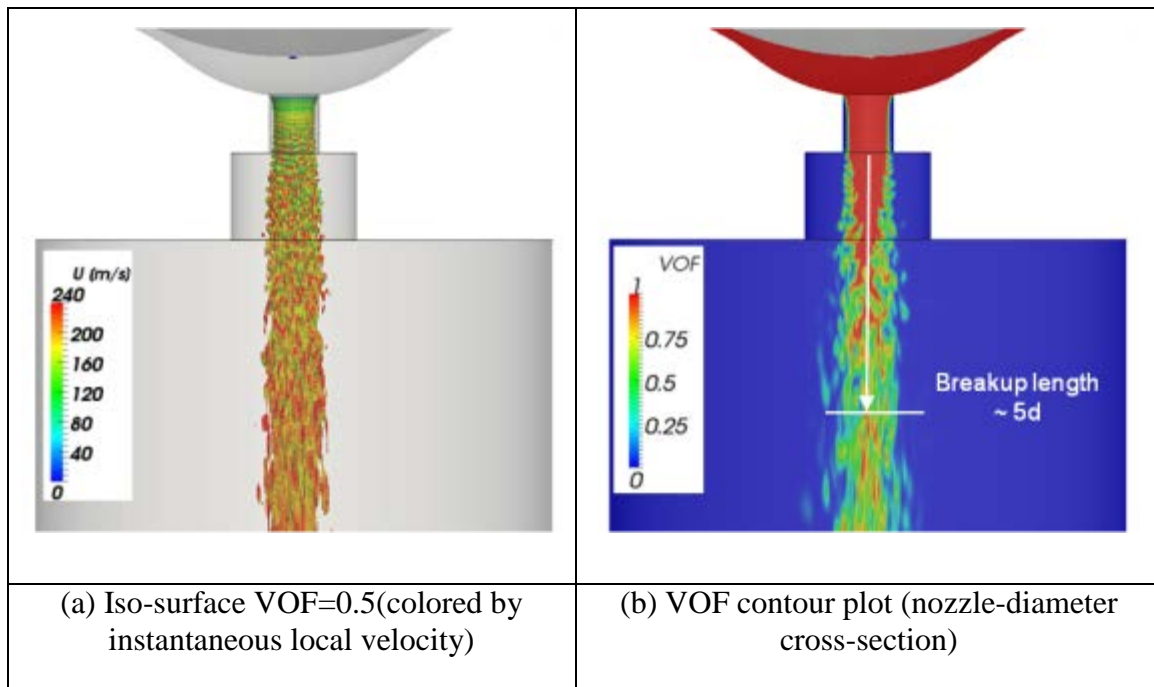 U (m/s)
240
200
160
120
80
40
0
VOF
1
0.75
0.5
0.25
0
Breakup length
~ 5d
(a) Iso-surface VOF=0.5(colored by
instantaneous local velocity)
(b) VOF contour plot (nozzle-diameter
cross-section)